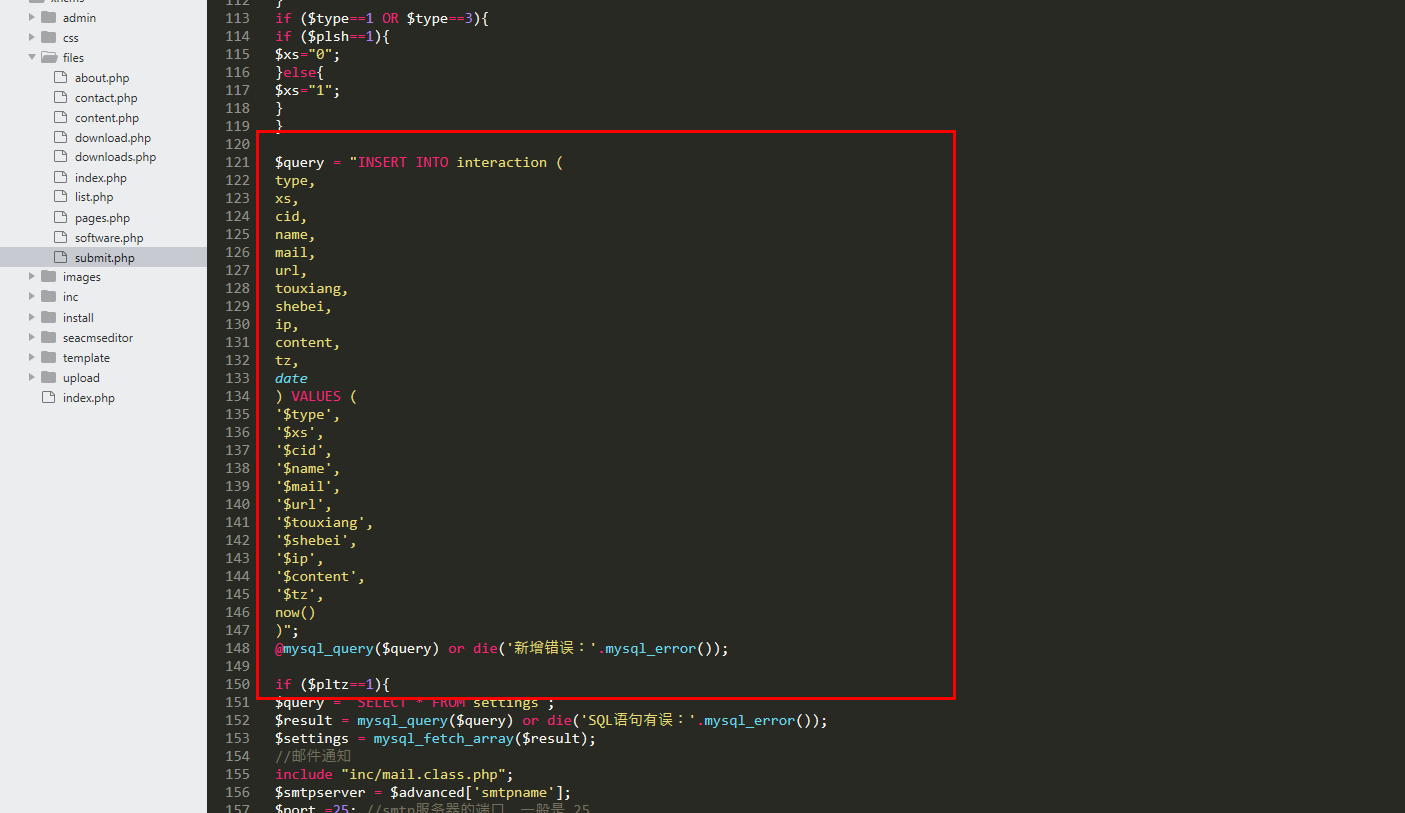 xhcms
admin
css
files
about.php
contact.php
content.php
download.php
downloads.php
index.php
list.php
pages.php
software.php
submit.php
images
inc
install
seacmseditor
template
upload
index.php
112 }
113 if ($type==1 OR $type==3){
114 if ($plsh==1){
115 $xs="0";
116 }else{
117 $xs="1";
118 }
119 }
120
121 $query = "INSERT INTO interaction (
122 type,
123 xs,
124 cid,
125 name,
126 mail,
127 url,
128 touxiang,
129 shebei,
130 ip,
131 content,
132 tz,
133 date
134 ) VALUES (
135 '$type',
136 '$xs',
137 '$cid',
138 '$name',
139 '$mail',
140 '$url',
141 '$touxiang',
142 '$shebei',
143 '$ip',
144 '$content',
145 '$tz',
146 now()
147 )";
148 @mysql_query($query) or die('新增错误：'.mysql_error());
149
150 if ($pltz==1){
151 $query = "SELECT * FROM settings";
152 $result = mysql_query($query) or die('SQL语句有误：'.mysql_error());
153 $settings = mysql_fetch_array($result);
154 //邮件通知
155 include "inc/mail.class.php";
156 $smtpserver = $advanced['smtpname'];
157 $port =25; //smtp服务器的端口，一般是 25